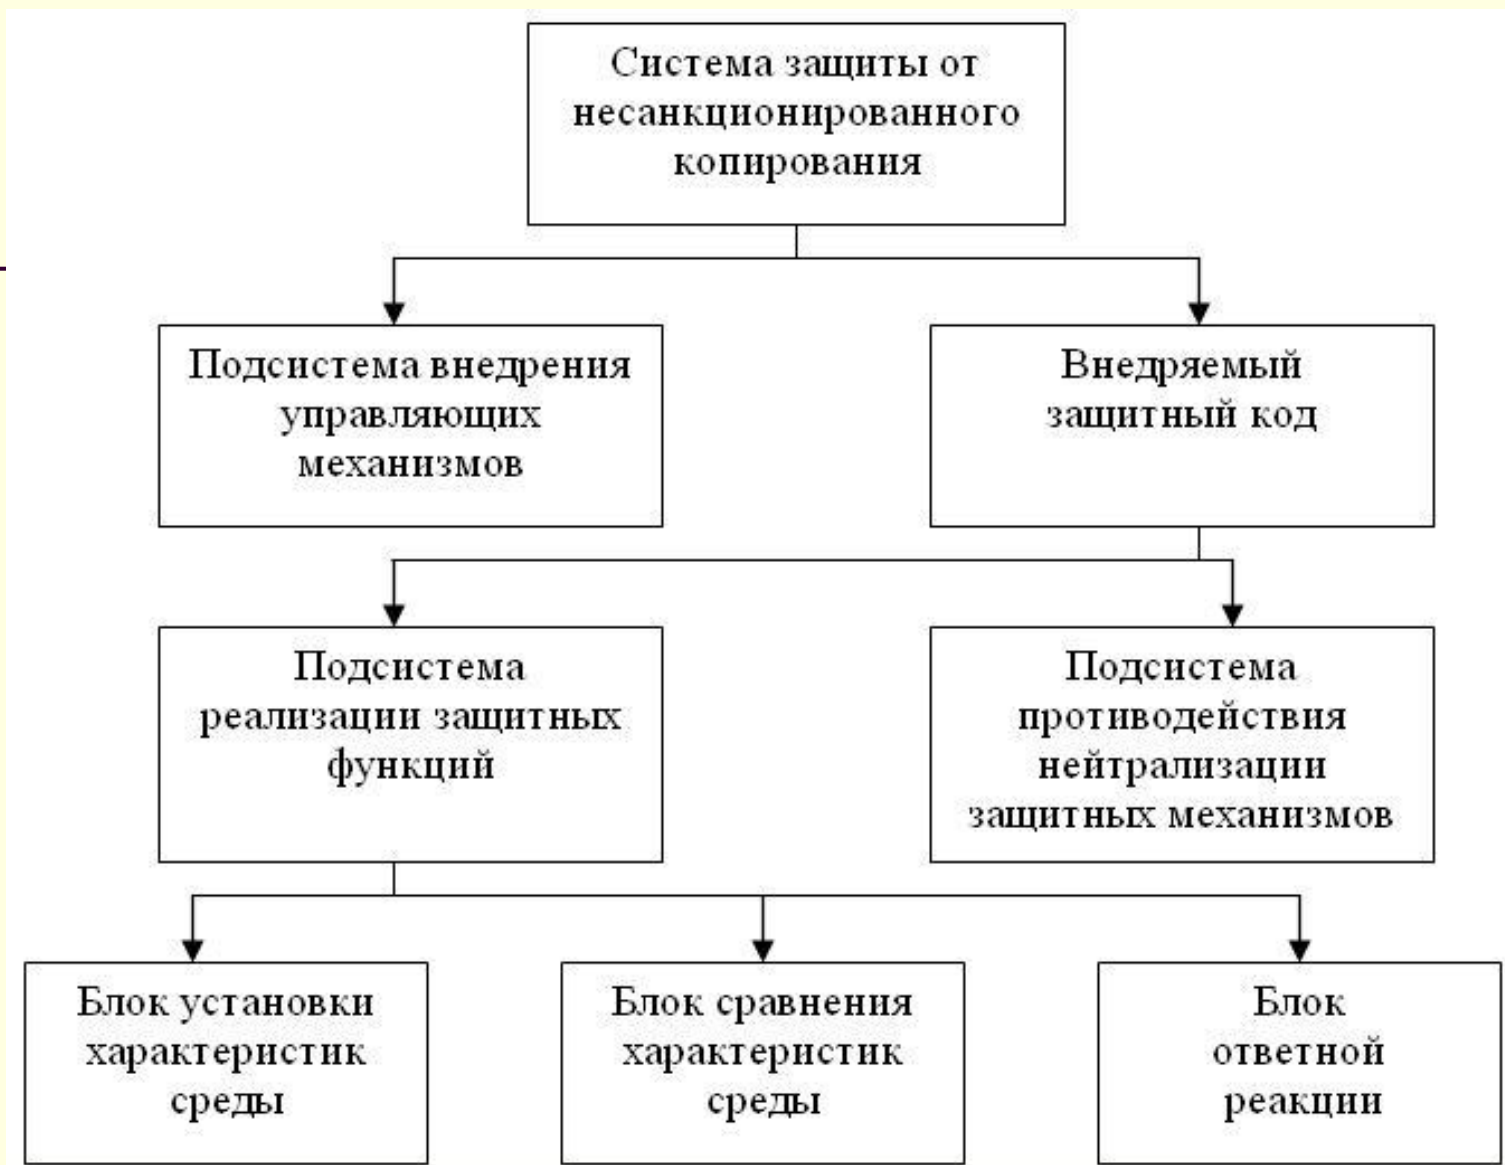 Система защиты от
несанкционированного
копирования
Подсистема внедрения
управляющих
механизмов
Внедряемый
защитный код
Подсистема
реализации защитных
функций
Подсистема
противодействия
нейтрализации
защитных механизмов
Блок установки
характеристик
среды
Блок сравнения
характеристик
среды
Блок
ответной
реакции